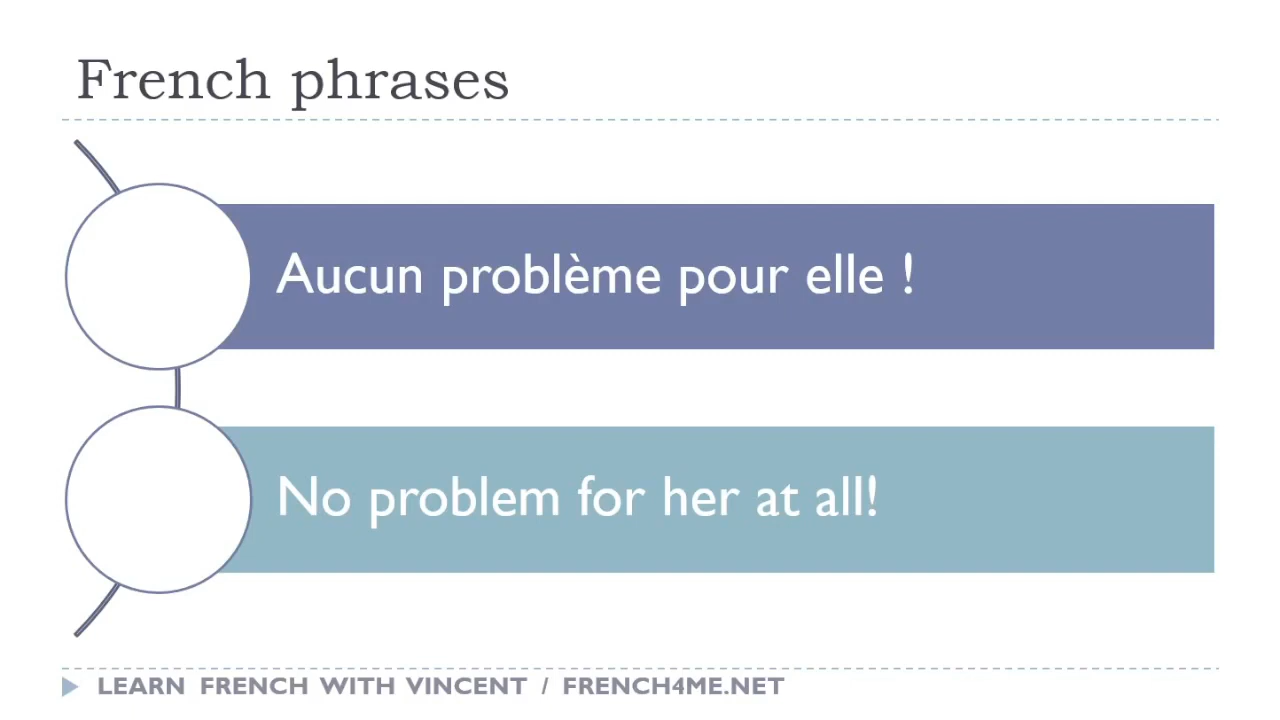 French phrases
Aucun problème pour elle !
No problem for her at all!
LEARN FRENCH WITH VINCENT / FRENCH4ME.NET